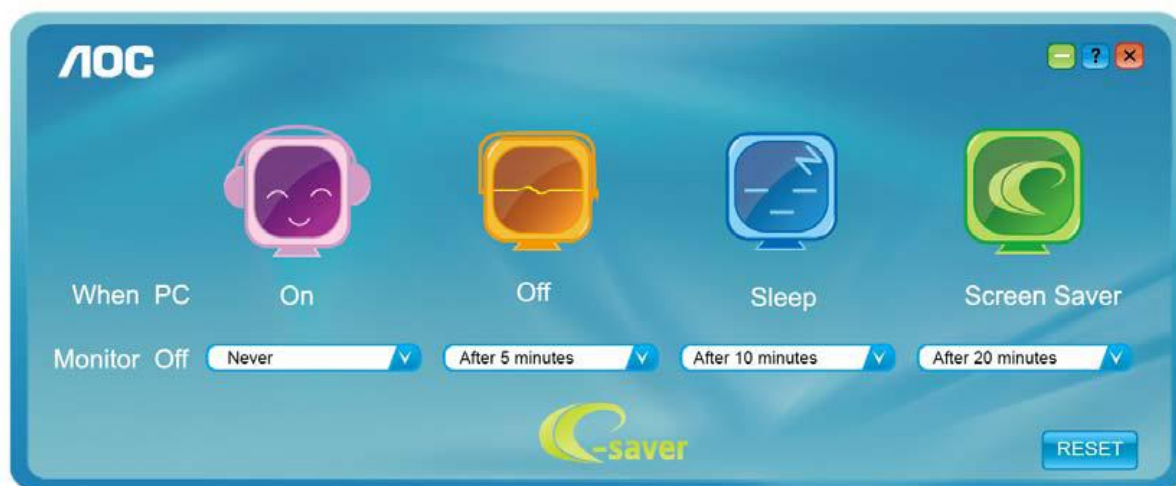 AOC
?
When PC On Off Sleep Screen Saver
Monitor Off Never After 5 minutes After 10 minutes After 20 minutes
e-saver
RESET